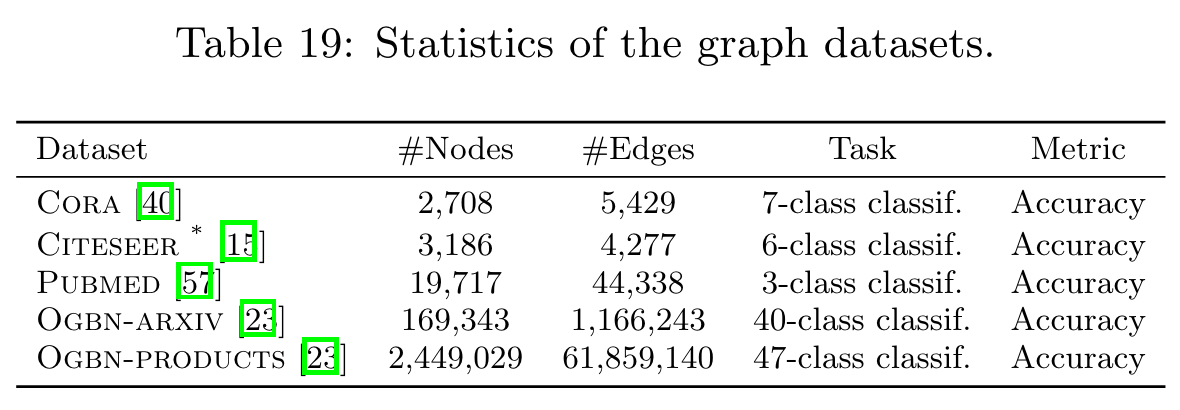 Table 19: Statistics of the graph datasets.
Dataset #Nodes #Edges Task Metric
CORA [40] 2,708 5,429 7-class classif. Accuracy
CITESEER * [15] 3,186 4,277 6-class classif. Accuracy
PUBMED [57] 19,717 44,338 3-class classif. Accuracy
OGBN-ARXIV [23] 169,343 1,166,243 40-class classif. Accuracy
OGBN-PRODUCTS [23] 2,449,029 61,859,140 47-class classif. Accuracy